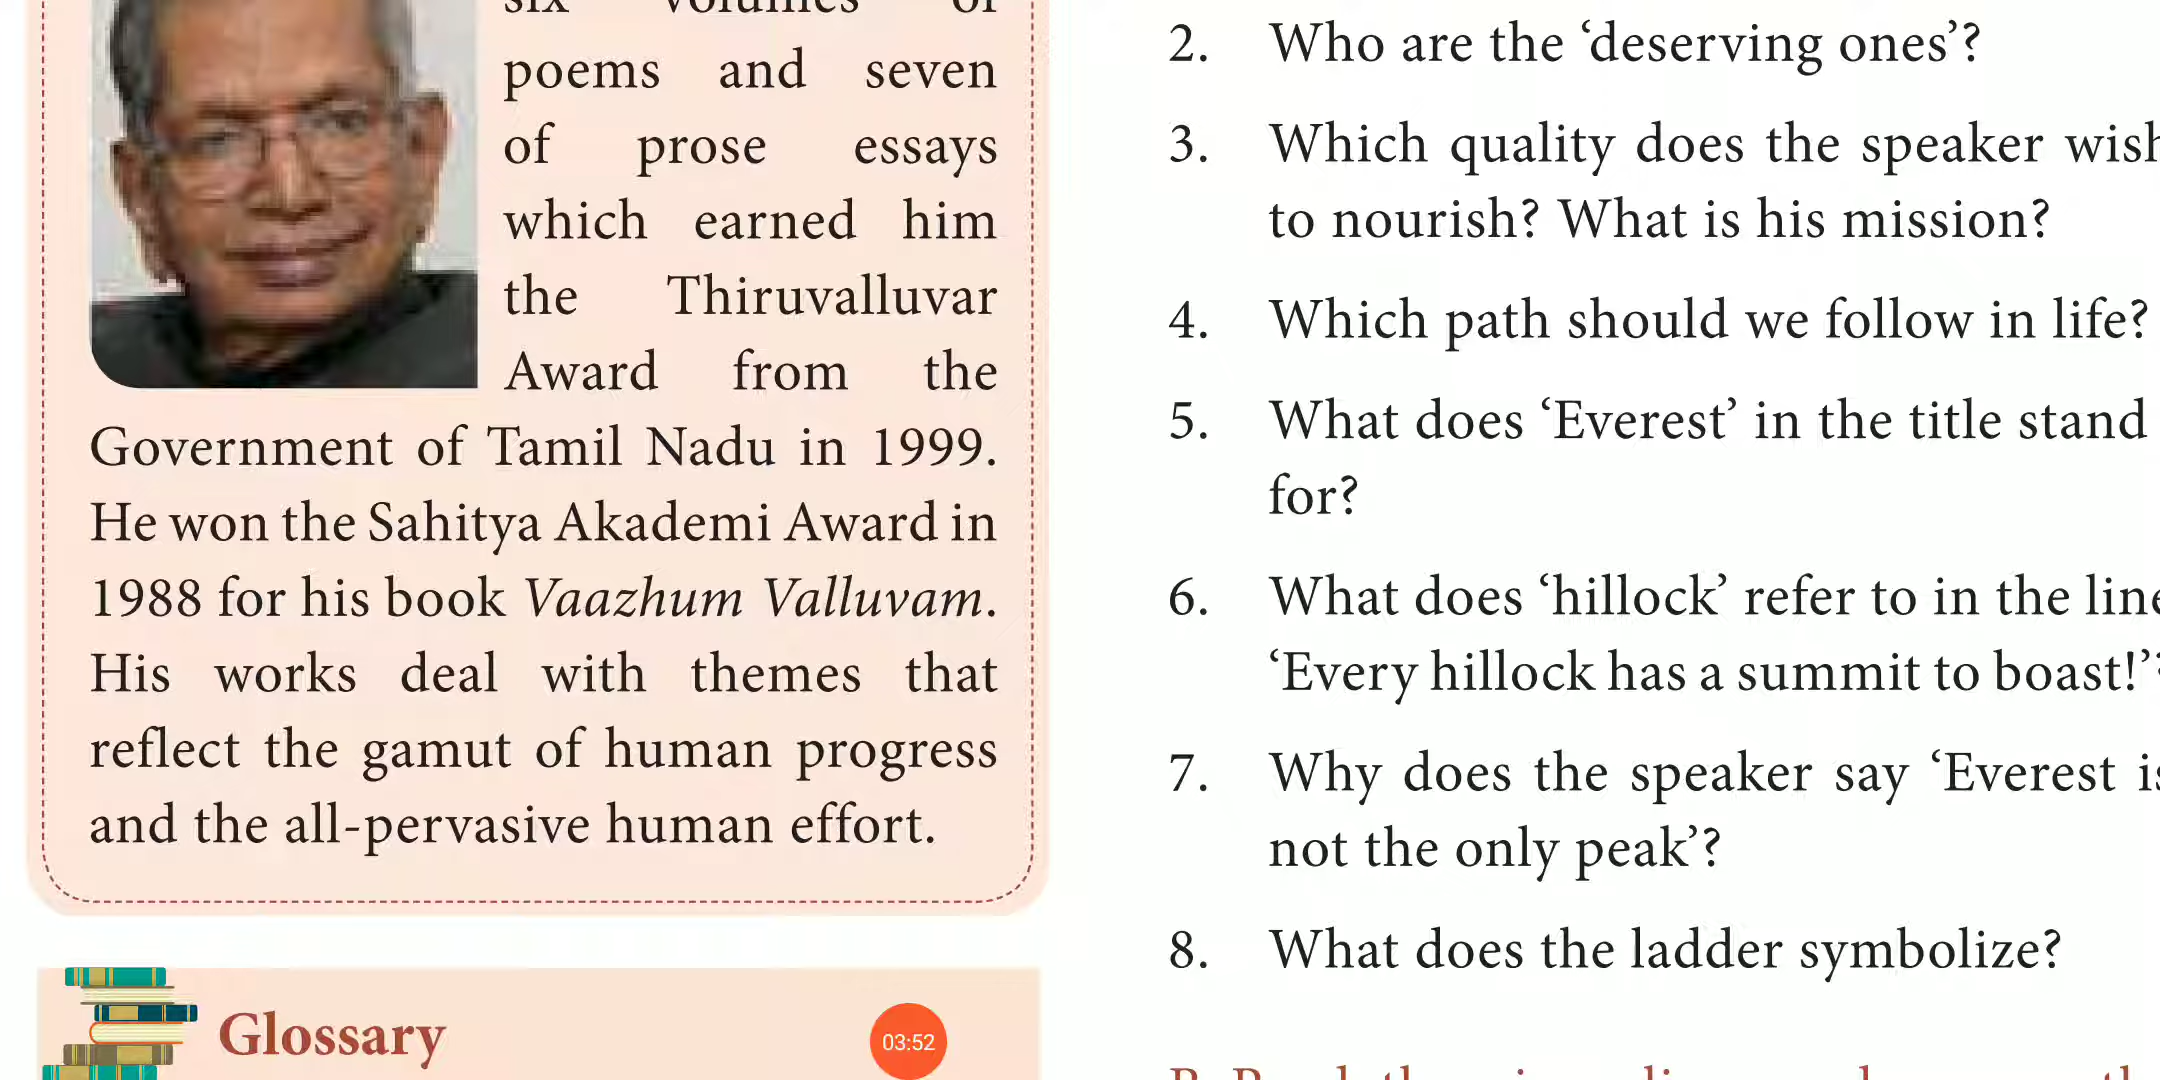 six volumes of
poems and seven
of prose essays
which earned him
the Thiruvalluvar
Award from the
Government of Tamil Nadu in 1999.
He won the Sahitya Akademi Award in
1988 for his book Vaazhum Valluvam.
His works deal with themes that
reflect the gamut of human progress
and the all-pervasive human effort.
Glossary
03:52
2. Who are the ‘deserving ones’?
3. Which quality does the speaker wish
to nourish? What is his mission?
4. Which path should we follow in life?
5. What does ‘Everest’ in the title stand
for?
6. What does ‘hillock’ refer to in the line
‘Every hillock has a summit to boast!’?
7. Why does the speaker say ‘Everest is
not the only peak’?
8. What does the ladder symbolize?